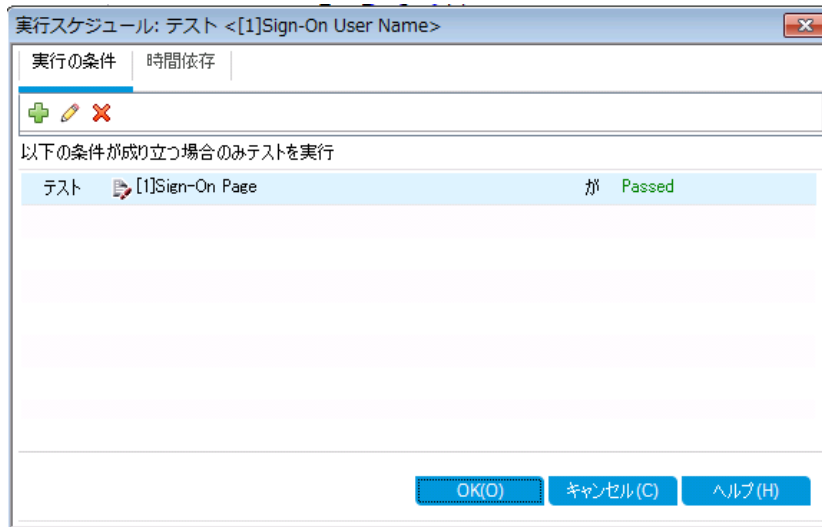 実行スケジュール: テスト <[1]Sign-On User Name>
実行の条件 時間依存
以下の条件が成り立つ場合のみテストを実行
テスト [1]Sign-On Page が Passed
OK(O) キャンセル(C) ヘルプ(H)